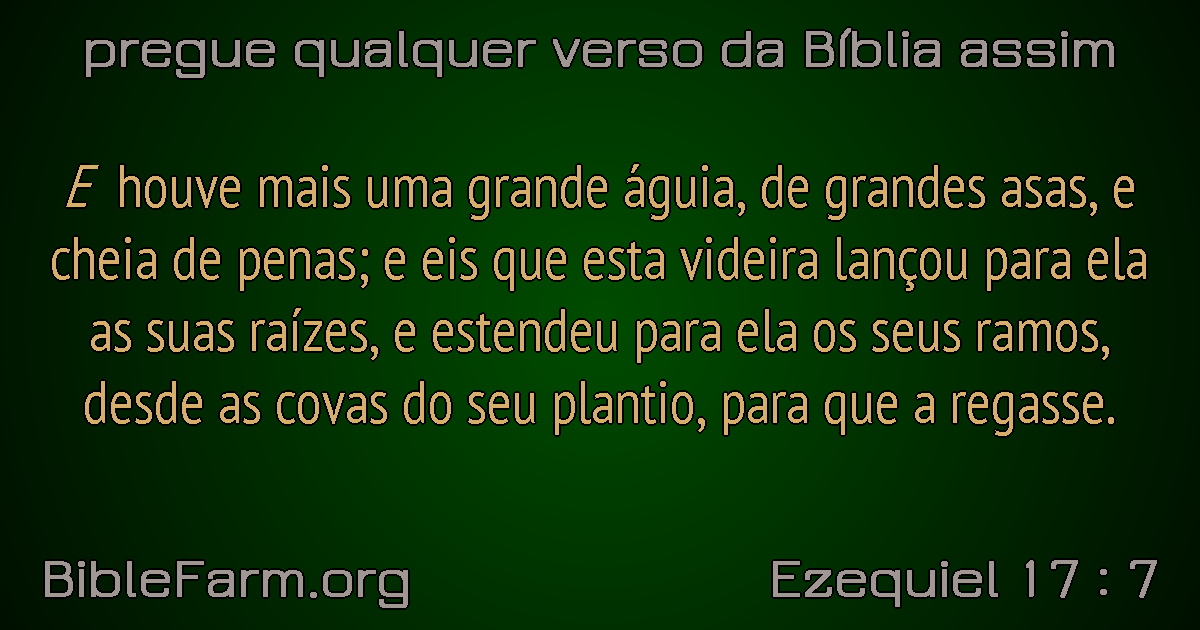 pregue qualquer verso da Bíblia assim
E houve mais uma grande águia, de grandes asas, e
cheia de penas; e eis que esta videira lançou para ela
as suas raízes, e estendeu para ela os seus ramos,
desde as covas do seu plantio, para que a regasse.
BibleFarm.org
Ezequiel 17 : 7